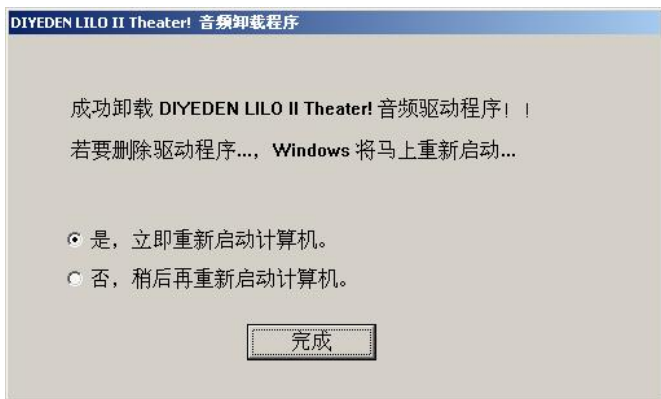 DIYEDEN LILO II Theater! 音频卸载程序
成功卸载 DIYEDEN LILO II Theater! 音频驱动程序！！
若要删除驱动程序..., Windows 将马上重新启动...
是，立即重新启动计算机。
否，稍后再重新启动计算机。
完成